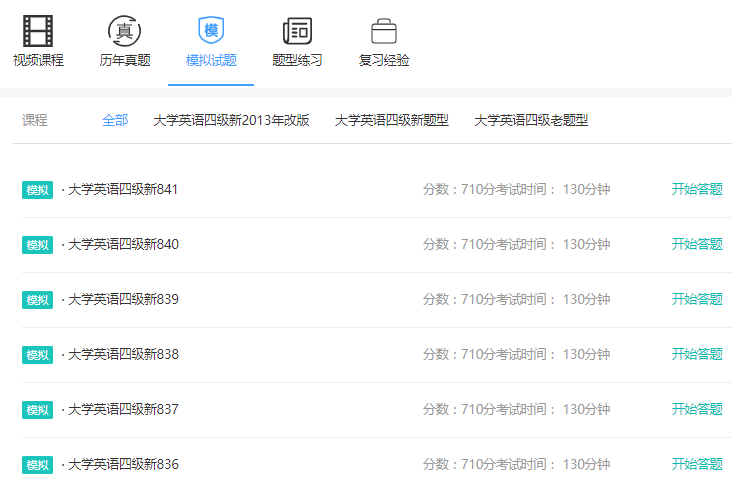 真 模
视频课程 历年真题 模拟试题 题型练习 复习经验
课程 全部 大学英语四级新2013年改版 大学英语四级新题型 大学英语四级老题型
模拟 · 大学英语四级新841 分数：710分考试时间： 130分钟 开始答题
模拟 · 大学英语四级新840 分数：710分考试时间： 130分钟 开始答题
模拟 · 大学英语四级新839 分数：710分考试时间： 130分钟 开始答题
模拟 · 大学英语四级新838 分数：710分考试时间： 130分钟 开始答题
模拟 · 大学英语四级新837 分数：710分考试时间： 130分钟 开始答题
模拟 · 大学英语四级新836 分数：710分考试时间： 130分钟 开始答题